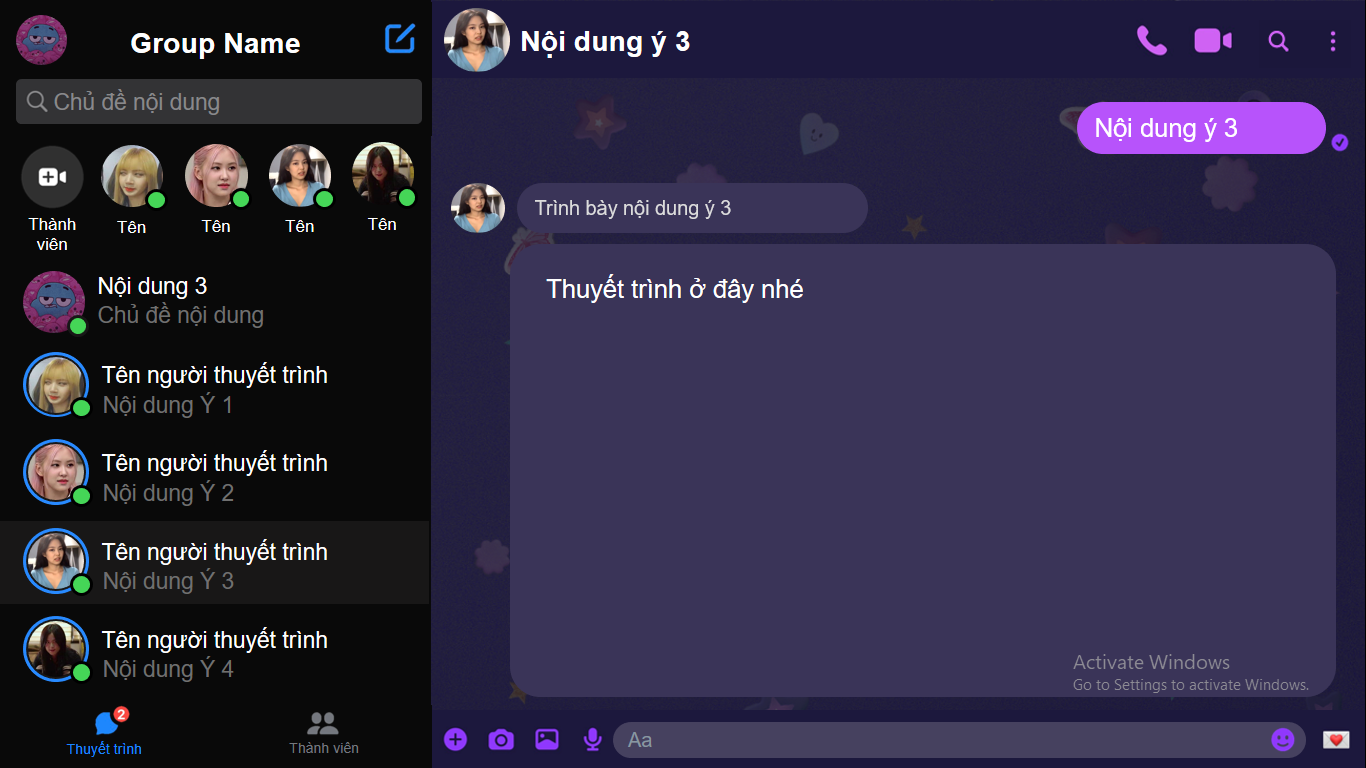 Group Name
Chủ đề nội dung
Thành
viên
Tên
Tên
Tên
Tên
Nội dung 3
Chủ đề nội dung
Tên người thuyết trình
Nội dung Ý 1
Tên người thuyết trình
Nội dung Ý 2
Tên người thuyết trình
Nội dung Ý 3
Tên người thuyết trình
Nội dung Ý 4
2
Thuyết trình
Thành viên
Nội dung ý 3
Nội dung ý 3
Trình bày nội dung ý 3
Thuyết trình ở đây nhé
Activate Windows
Go to Settings to activate Windows.
Aa